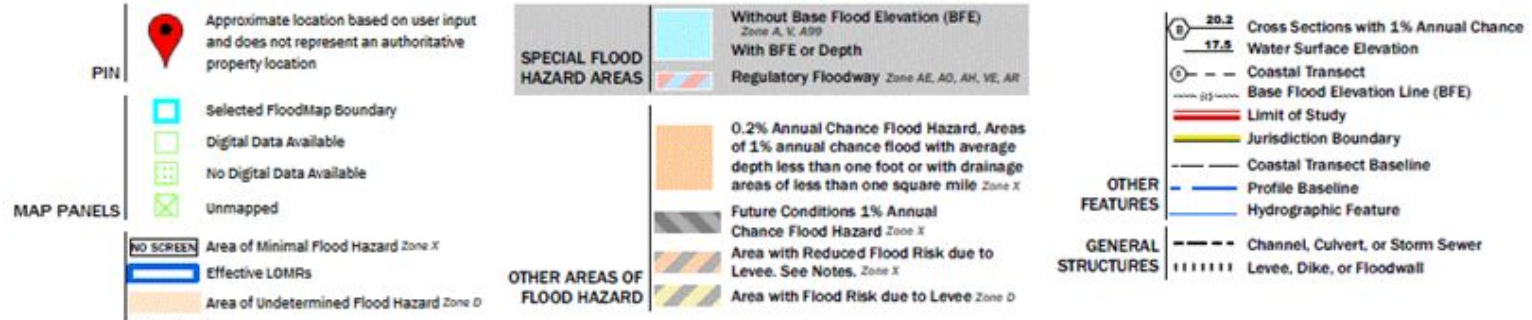 Approximate location based on user input
and does not represent an authoritative
property location
PIN
Selected FloodMap Boundary
Digital Data Available
No Digital Data Available
Unmapped
MAP PANELS
NO SCREEN Area of Minimal Flood Hazard Zone X
Effective LOMRs
Area of Undetermined Flood Hazard Zone D
Without Base Flood Elevation (BFE)
Zone A, V, A99
With BFE or Depth
Regulatory Floodway Zone AE, AO, AH, VE, AR
SPECIAL FLOOD
HAZARD AREAS
0.2% Annual Chance Flood Hazard, Areas
of 1% annual chance flood with average
depth less than one foot or with drainage
areas of less than one square mile Zone X
Future Conditions 1% Annual
Chance Flood Hazard Zone X
Area with Reduced Flood Risk due to
Levee. See Notes. Zone X
Area with Flood Risk due to Levee Zone D
OTHER AREAS OF
FLOOD HAZARD
B 20.2 Cross Sections with 1% Annual Chance
17.5 Water Surface Elevation
Coastal Transect
Base Flood Elevation Line (BFE)
Limit of Study
Jurisdiction Boundary
Coastal Transect Baseline
Profile Baseline
Hydrographic Feature
OTHER
FEATURES
Channel, Culvert, or Storm Sewer
Levee, Dike, or Floodwall
GENERAL
STRUCTURES